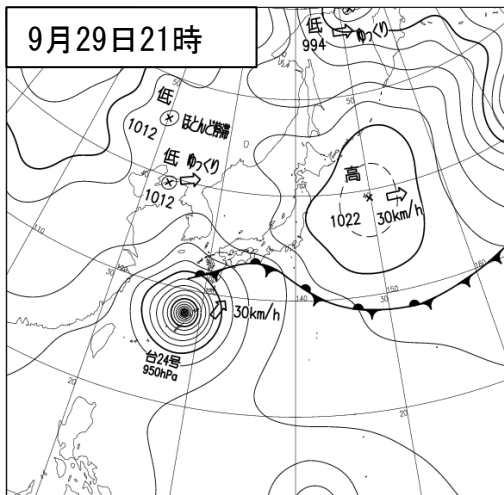 9月29日21時
低
994 ゆっくり
50
低
1012 ほとんど停滞
50
低 ゆっくり
1012
高
1022 30km/h
110
30
140
150
160
30km/h
台24号
950hPa
20
20